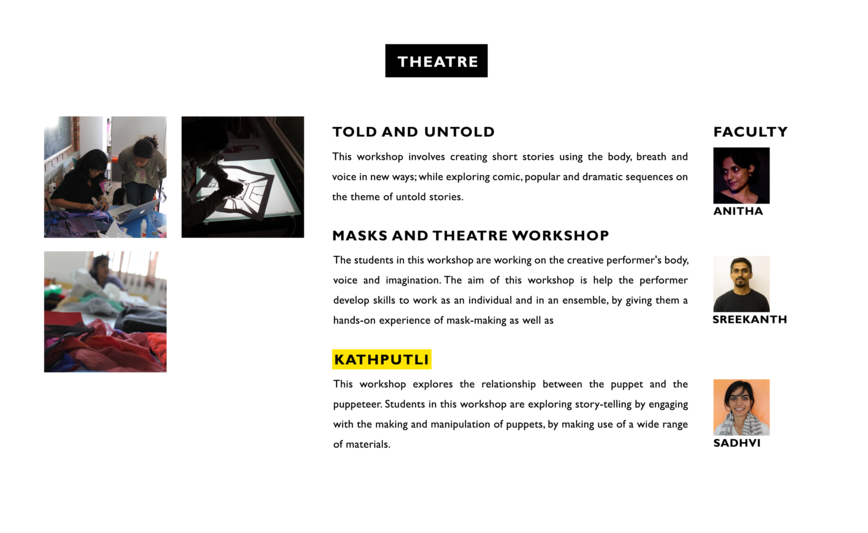 THEATRE
TOLD AND UNTOLD
This workshop involves creating short stories using the body, breath and
voice in new ways; while exploring comic, popular and dramatic sequences on
the theme of untold stories.
FACULTY
ANITHA
MASKS AND THEATRE WORKSHOP
The students in this workshop are working on the creative performer's body,
voice and imagination. The aim of this workshop is help the performer
develop skills to work as an individual and in an ensemble, by giving them a
hands-on experience of mask-making as well as
SREEKANTH
KATHPUTLI
This workshop explores the relationship between the puppet and the
puppeteer. Students in this workshop are exploring story-telling by engaging
with the making and manipulation of puppets, by making use of a wide range
of materials.
SADHVI